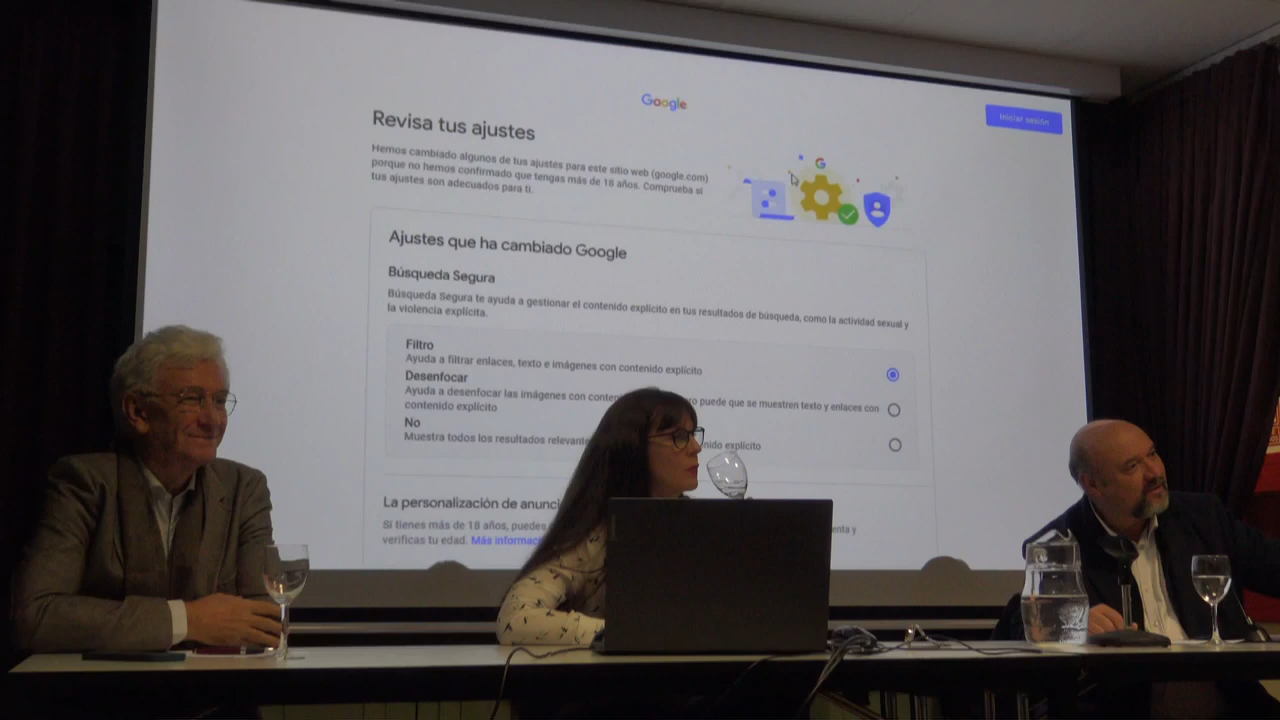 Google
Iniciar sesión
Revisa tus ajustes
Hemos cambiado algunos de tus ajustes para este sitio web (google.com)
porque no hemos confirmado que tengas más de 18 años. Comprueba si
tus ajustes son adecuados para ti.
G
Ajustes que ha cambiado Google
Búsqueda Segura
Búsqueda Segura te ayuda a gestionar el contenido explícito en tus resultados de búsqueda, como la actividad sexual y
la violencia explícita.
Filtro
Ayuda a filtrar enlaces, texto e imágenes con contenido explícito
Desenfocar
Ayuda a desenfocar las imágenes con puede que se muestren texto y enlaces con
contenido explícito
No
Muestra todos los resultados explícito
La personalización de
Si tienes más de 18 años, puedes y
verificas tu edad. Más